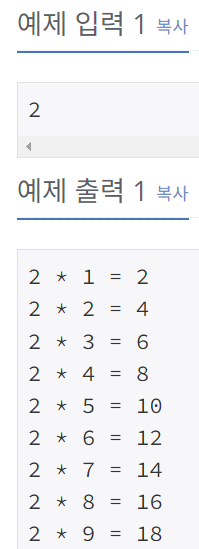 예제 입력 1 복사
2
예제 출력 1 복사
2 * 1 = 2
2 * 2 = 4
2 * 3 = 6
2 * 4 = 8
2 * 5 = 10
2 * 6 = 12
2 * 7 = 14
2 * 8 = 16
2 * 9 = 18